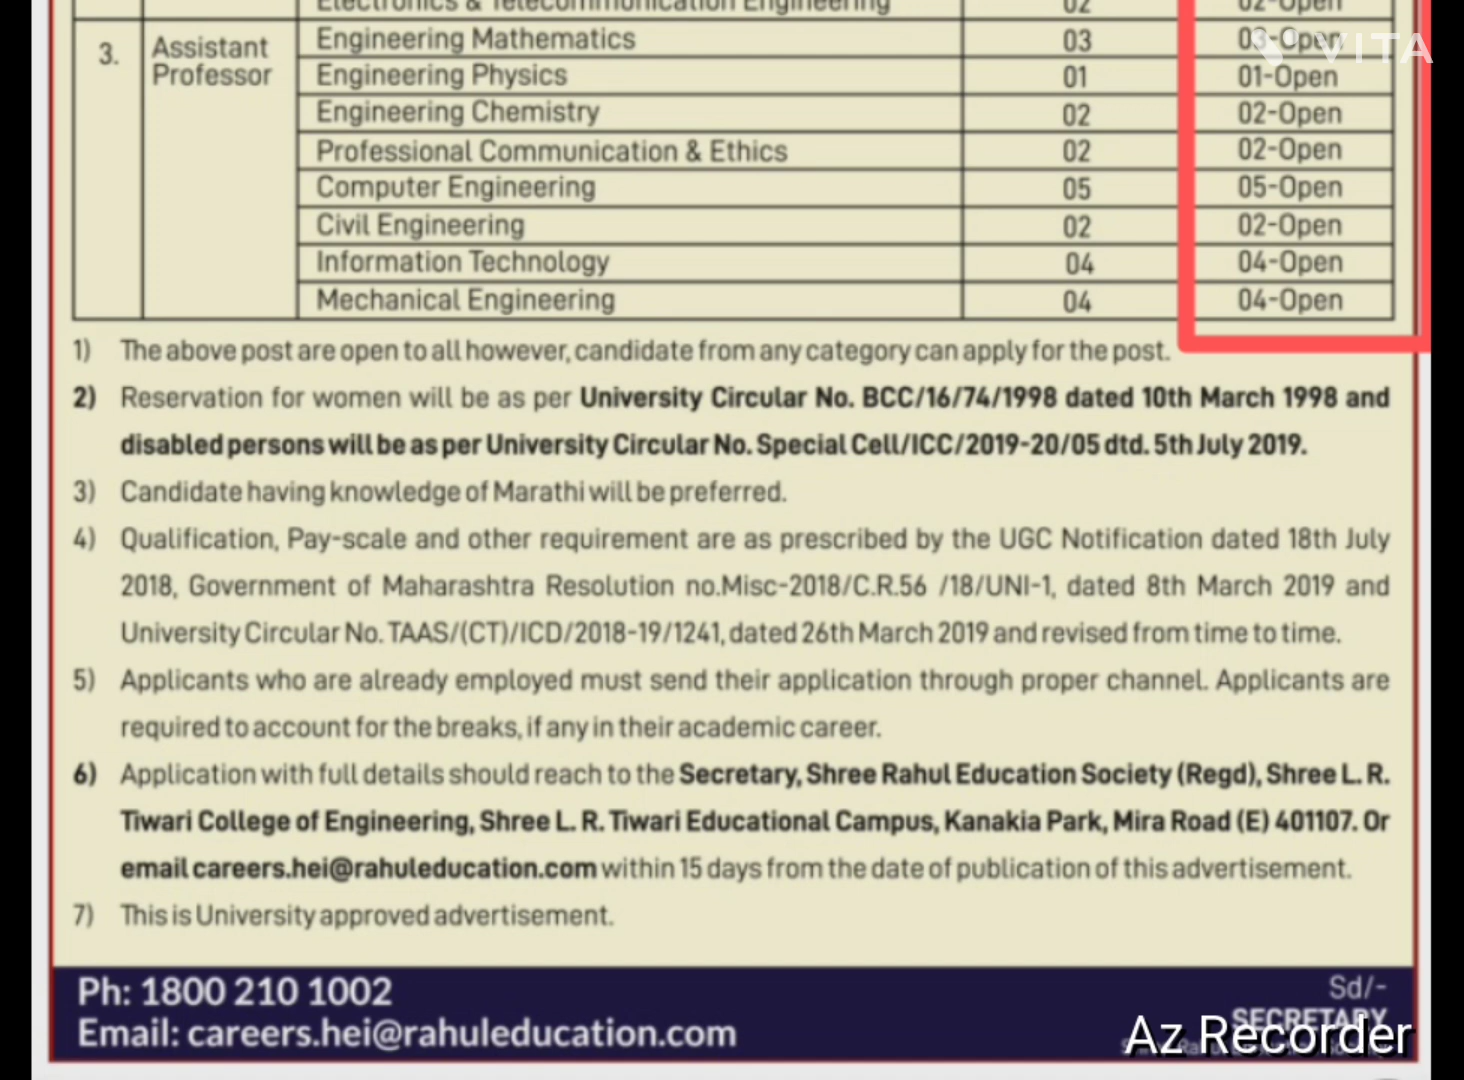 Electronics & Telecommunication Engineering 02 02-Open
3. Assistant Professor Engineering Mathematics 03 03-Open
Engineering Physics 01 01-Open
Engineering Chemistry 02 02-Open
Professional Communication & Ethics 02 02-Open
Computer Engineering 05 05-Open
Civil Engineering 02 02-Open
Information Technology 04 04-Open
Mechanical Engineering 04 04-Open
VITA
1) The above post are open to all however, candidate from any category can apply for the post.
2) Reservation for women will be as per University Circular No. BCC/16/74/1998 dated 10th March 1998 and
disabled persons will be as per University Circular No. Special Cell/ICC/2019-20/05 dtd. 5th July 2019.
3) Candidate having knowledge of Marathi will be preferred.
4) Qualification, Pay-scale and other requirement are as prescribed by the UGC Notification dated 18th July
2018, Government of Maharashtra Resolution no.Misc-2018/C.R.56 /18/UNI-1, dated 8th March 2019 and
University Circular No. TAAS/(CT)/ICD/2018-19/1241, dated 26th March 2019 and revised from time to time.
5) Applicants who are already employed must send their application through proper channel. Applicants are
required to account for the breaks, if any in their academic career.
6) Application with full details should reach to the Secretary, Shree Rahul Education Society (Regd), Shree L. R.
Tiwari College of Engineering, Shree L. R. Tiwari Educational Campus, Kanakia Park, Mira Road (E) 401107. Or
email careers.hei@rahuleducation.com within 15 days from the date of publication of this advertisement.
7) This is University approved advertisement.
Ph: 1800 210 1002
Email: careers.hei@rahuleducation.com
Sd/-
SECRETARY
Az Recorder